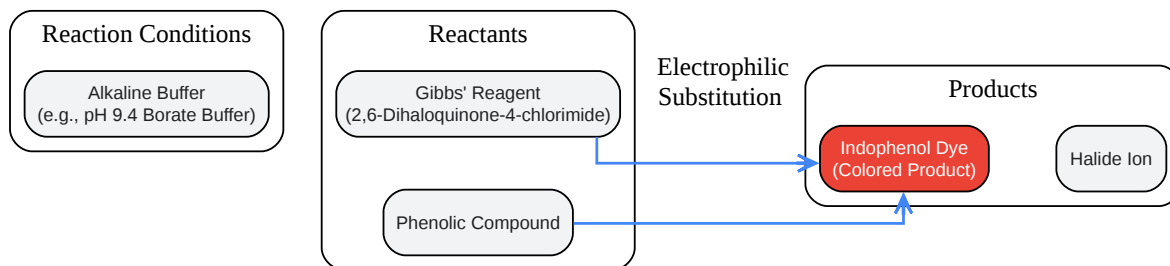 Reaction Conditions
Alkaline Buffer
(e.g., pH 9.4 Borate Buffer)
Reactants
Gibbs' Reagent
(2,6-Dihaloquinone-4-chlorimide)
Phenolic Compound
Electrophilic
Substitution
Products
Indophenol Dye
(Colored Product)
Halide Ion